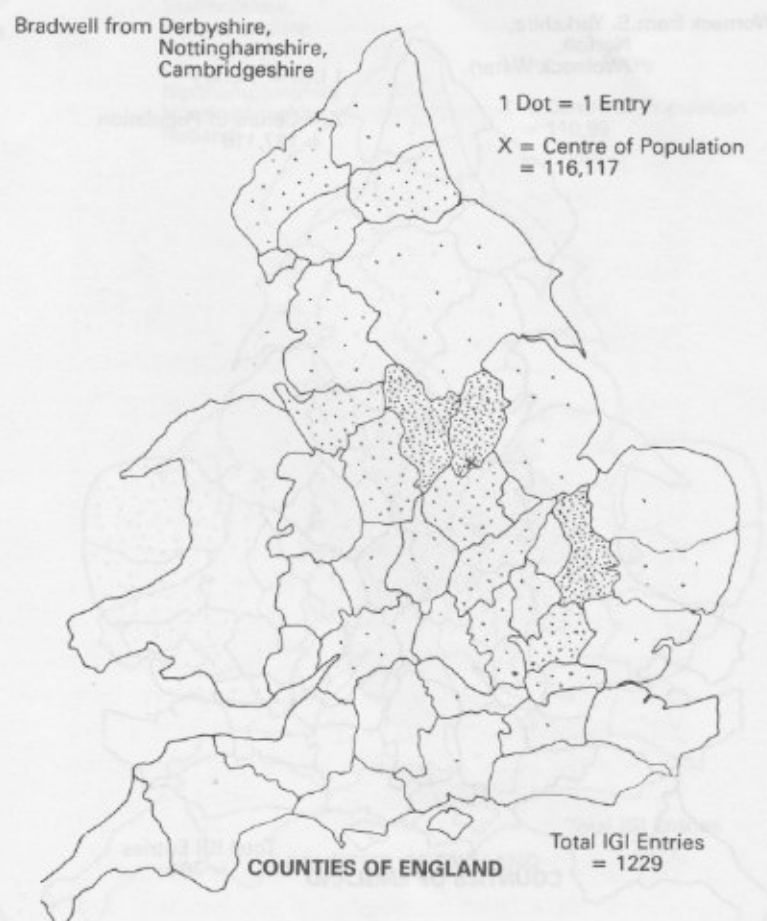 Bradwell from Derbyshire,
Nottinghamshire,
Cambridgeshire
1 Dot = 1 Entry
X = Centre of Population
= 116,117
X
Total IGI Entries
= 1229
COUNTIES OF ENGLAND